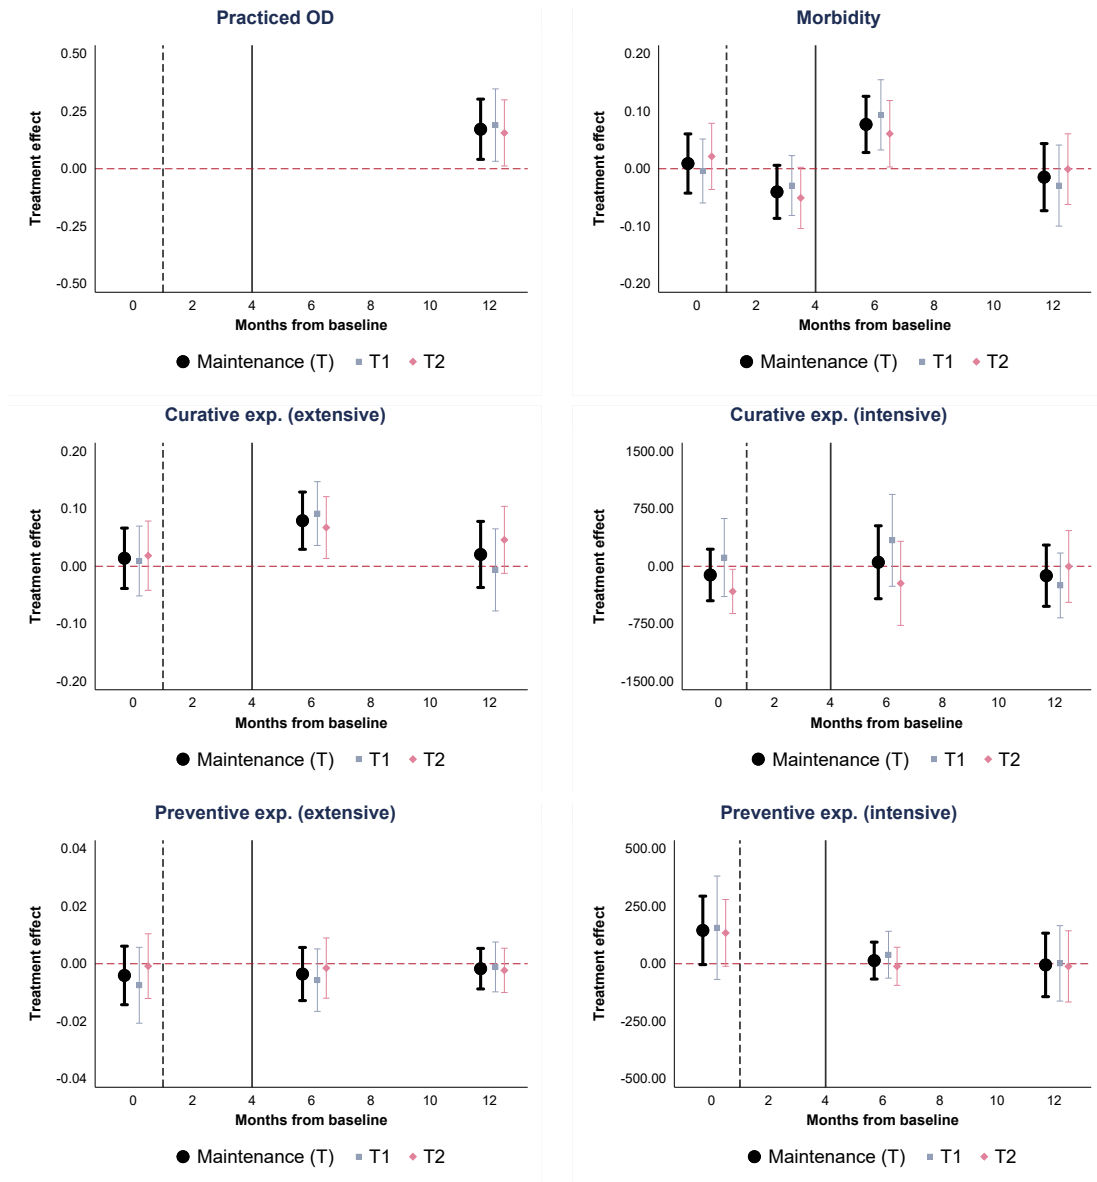 Practiced OD
0.50
0.25
0.00
-0.25
-0.50
Treatment effect
0 2 4 6 8 10 12
Months from baseline
Maintenance (T) T1 T2
Morbidity
0.20
0.10
0.00
-0.10
-0.20
Treatment effect
0 2 4 6 8 10 12
Months from baseline
Maintenance (T) T1 T2
Curative exp. (extensive)
0.20
0.10
0.00
-0.10
-0.20
Treatment effect
0 2 4 6 8 10 12
Months from baseline
Maintenance (T) T1 T2
Curative exp. (intensive)
1500.00
750.00
0.00
-750.00
-1500.00
Treatment effect
0 2 4 6 8 10 12
Months from baseline
Maintenance (T) T1 T2
Preventive exp. (extensive)
0.04
0.02
0.00
-0.02
-0.04
Treatment effect
0 2 4 6 8 10 12
Months from baseline
Maintenance (T) T1 T2
Preventive exp. (intensive)
500.00
250.00
0.00
-250.00
-500.00
Treatment effect
0 2 4 6 8 10 12
Months from baseline
Maintenance (T) T1 T2